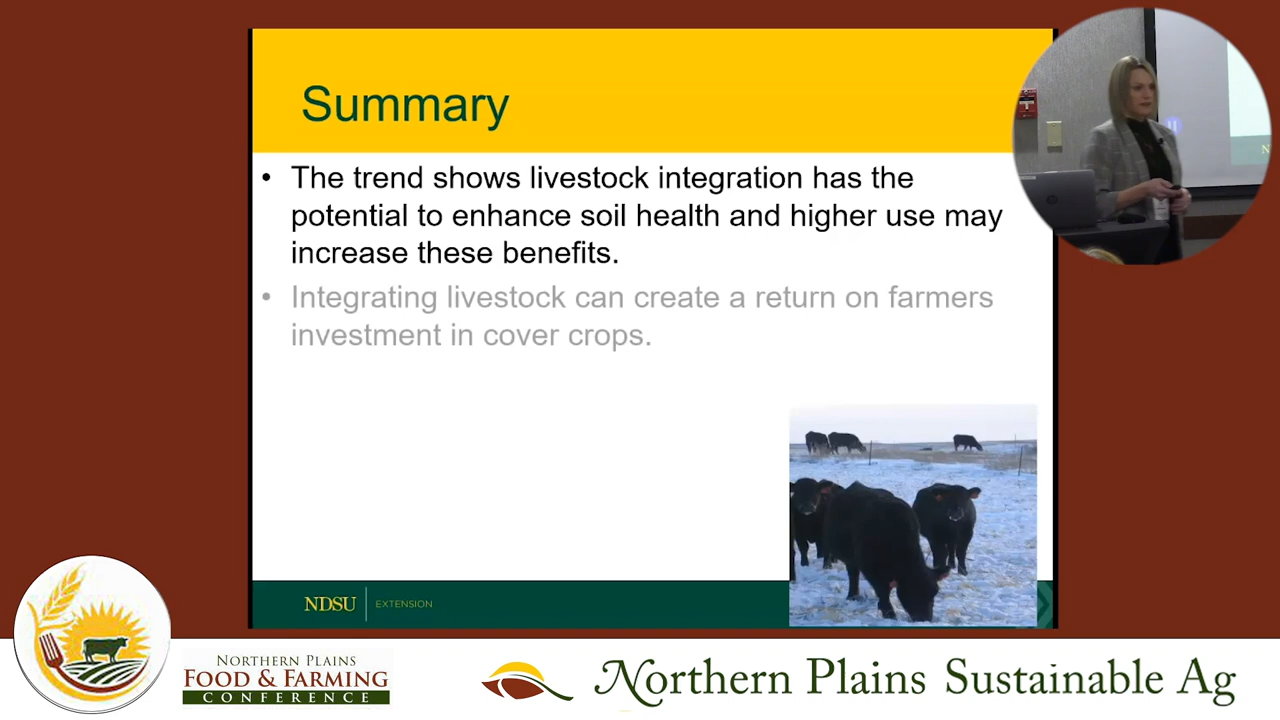 Summary
• The trend shows livestock integration has the
potential to enhance soil health and higher use may
increase these benefits.
• Integrating livestock can create a return on farmers
investment in cover crops.
NDSU EXTENSION
NORTHERN PLAINS
FOOD & FARMING
CONFERENCE
Northern Plains Sustainable Ag